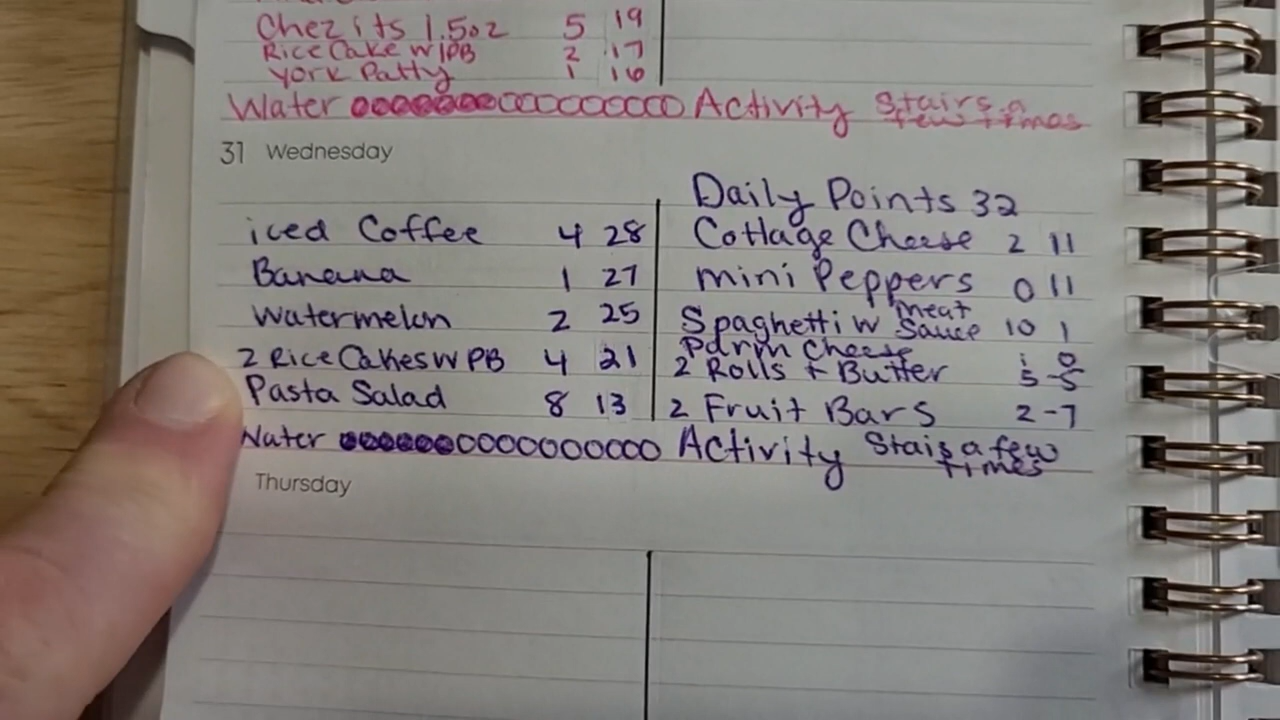 Chez its 1.5oz 5 19
Rice Cake w/PB 2 17
York Patty 1 16
Water Activity Stairs a
few times
31 Wednesday
Daily Points 32
iced Coffee 4 28
Banana 1 27
Watermelon 2 25
2 Rice Cakes W PB 4 21
Pasta Salad 8 13
Cottage Cheese 2 11
mini Peppers 0 11
Spaghetti w meat
Sauce 10 1
Parm Cheese 1 0
2 Rolls + Butter 5 -5
2 Fruit Bars 2 -7
Water Activity Stais a few
times
Thursday